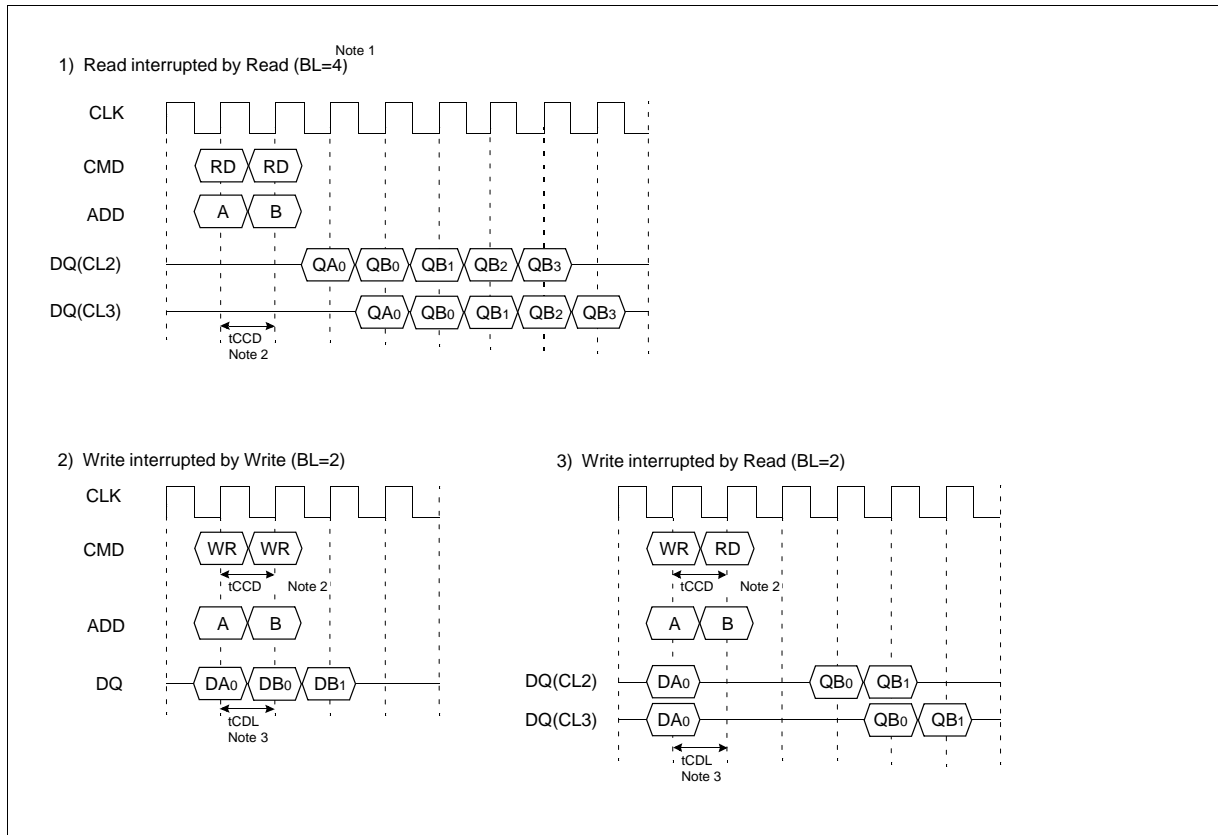 1) Read interrupted by Read (BL=4) Note 1
CLK
CMD RD RD
ADD A B
DQ(CL2) QA0 QB0 QB1 QB2 QB3
DQ(CL3) QA0 QB0 QB1 QB2 QB3
tCCD
Note 2
2) Write interrupted by Write (BL=2)
CLK
CMD WR WR
tCCD Note 2
ADD A B
DQ DA0 DB0 DB1
tCDL
Note 3
3) Write interrupted by Read (BL=2)
WR RD
tCCD Note 2
A B
DQ(CL2) DA0 QB0 QB1
DQ(CL3) DA0 QB0 QB1
tCDL
Note 3